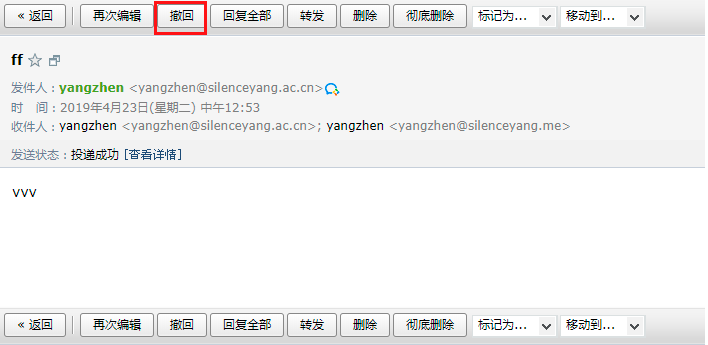 « 返回 再次编辑 撤回 回复全部 转发 删除 彻底删除 标记为... 移动到...
ff
发件人：yangzhen <yangzhen@silenceyang.ac.cn>
时 间：2019年4月23日(星期二) 中午12:53
收件人：yangzhen <yangzhen@silenceyang.ac.cn>; yangzhen <yangzhen@silenceyang.me>
发送状态：投递成功 [查看详情]
vvv
« 返回 再次编辑 撤回 回复全部 转发 删除 彻底删除 标记为... 移动到...